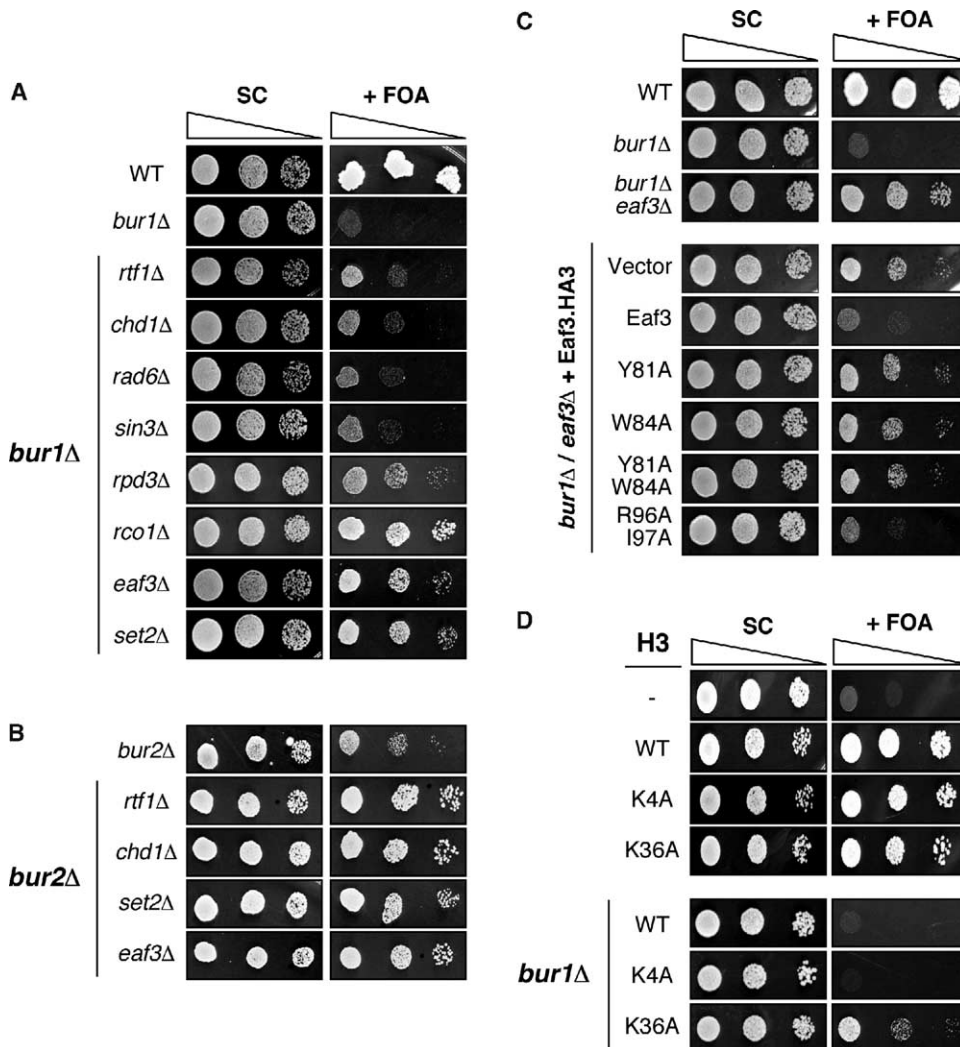 A
SC
+ FOA
WT
bur1Δ
rtf1Δ
chd1Δ
rad6Δ
sin3Δ
rpd3Δ
rco1Δ
eaf3Δ
set2Δ
bur1Δ
B
bur2Δ
rtf1Δ
chd1Δ
set2Δ
eaf3Δ
bur2Δ
C
SC
+ FOA
WT
bur1Δ
bur1Δ
eaf3Δ
Vector
Eaf3
Y81A
W84A
Y81A
W84A
R96A
I97A
bur1Δ / eaf3Δ + Eaf3.HA3
D
H3
SC
+ FOA
-
WT
K4A
K36A
WT
K4A
K36A
bur1Δ